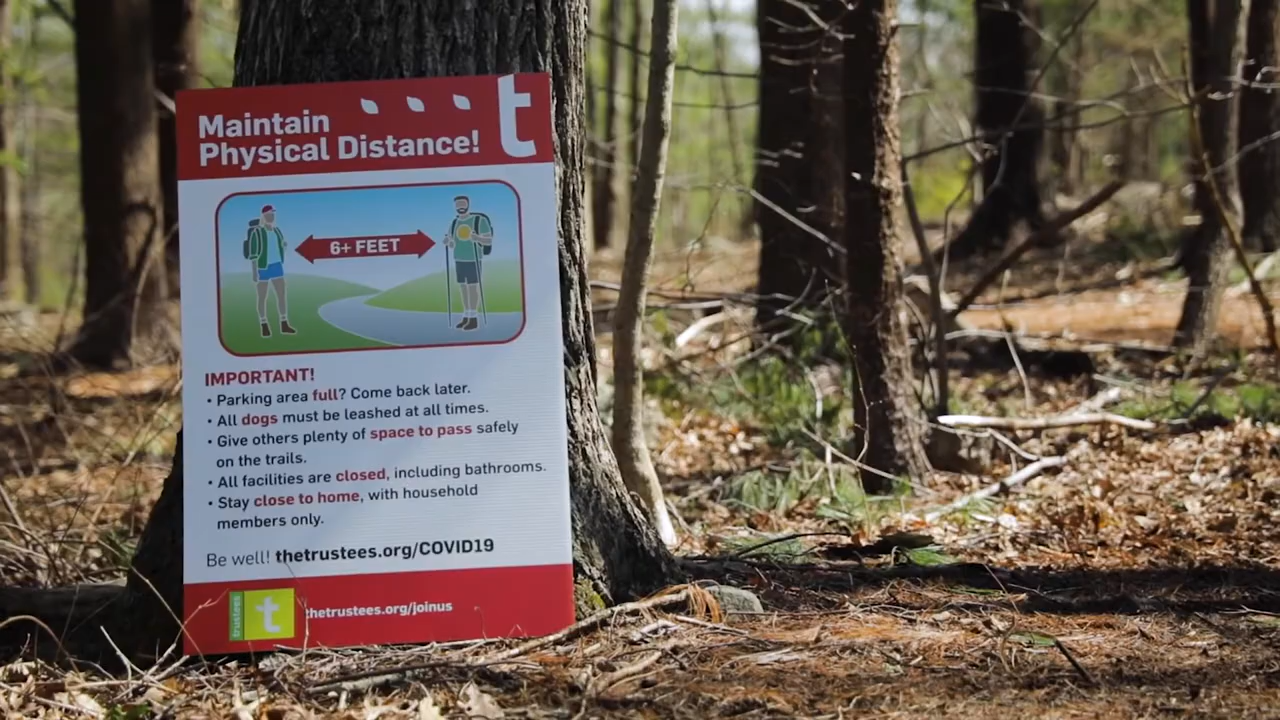 Maintain
Physical Distance!
t
6+ FEET
IMPORTANT!
• Parking area full? Come back later.
• All dogs must be leashed at all times.
• Give others plenty of space to pass safely
on the trails.
• All facilities are closed, including bathrooms.
• Stay close to home, with household
members only.
Be well! thetrustees.org/COVID19
trustees
t
thetrustees.org/joinus